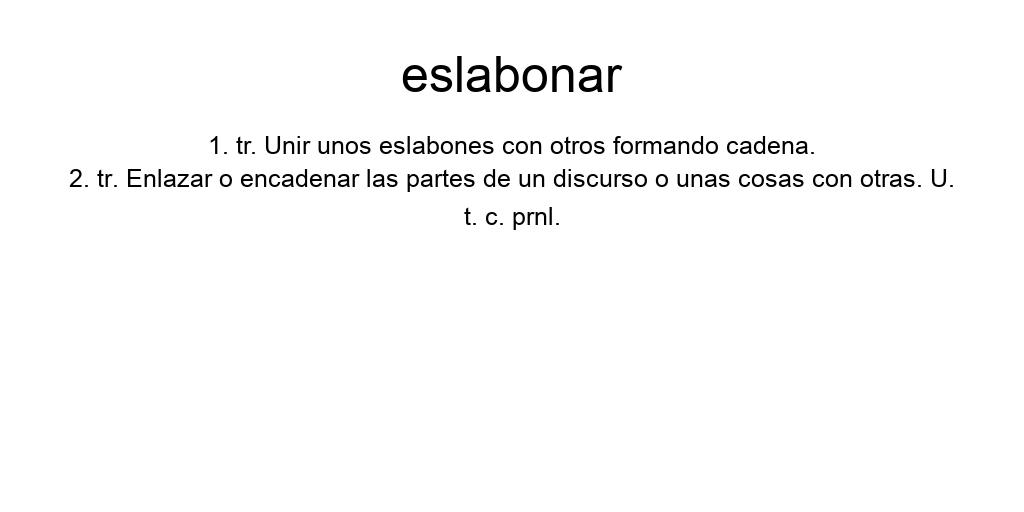 eslabonar
1. tr. Unir unos eslabones con otros formando cadena.
2. tr. Enlazar o encadenar las partes de un discurso o unas cosas con otras. U.
t. c. prnl.